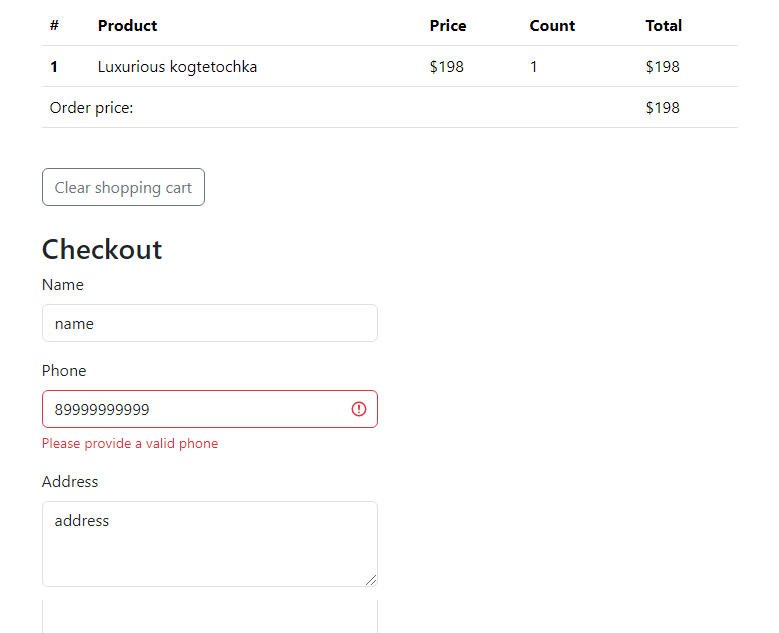 # Product Price Count Total
1 Luxurious kogtetochka $198 1 $198
Order price: $198
Clear shopping cart
Checkout
Name
name
Phone
89999999999
Please provide a valid phone
Address
address